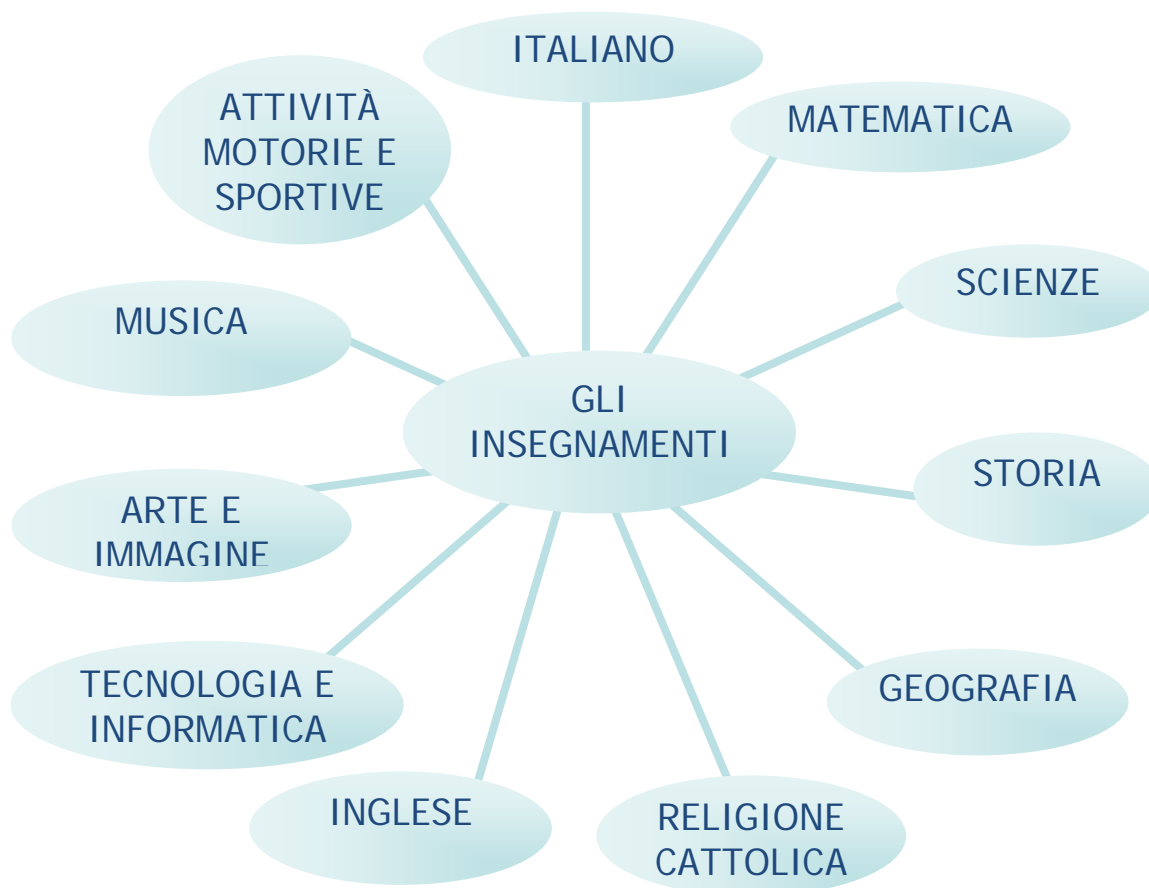 ITALIANO
ATTIVITÀ
MOTORIE E
SPORTIVE
MATEMATICA
SCIENZE
MUSICA
GLI
INSEGNAMENTI
STORIA
ARTE E
IMMAGINE
TECNOLOGIA E
INFORMATICA
GEOGRAFIA
INGLESE
RELIGIONE
CATTOLICA